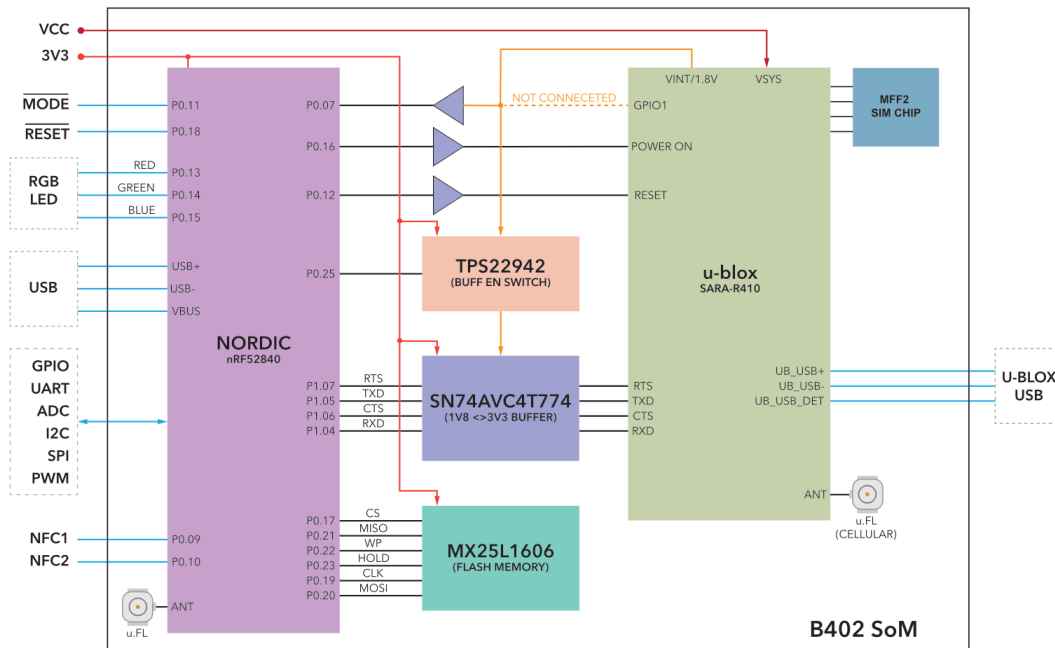 VCC
3V3
MODE
RESET
RGB
LED
RED
GREEN
BLUE
USB
GPIO
UART
ADC
I2C
SPI
PWM
NFC1
NFC2
u.FL
P0.11
P0.18
P0.13
P0.14
P0.15
USB+
USB-
VBUS
NORDIC
nRF52840
P0.09
P0.10
ANT
P0.07
P0.16
P0.12
P0.25
P1.07
P1.05
P1.06
P1.04
P0.17
P0.21
P0.22
P0.23
P0.19
P0.20
RTS
TXD
CTS
RXD
CS
MISO
WP
HOLD
CLK
MOSI
NOT CONNECETED
TPS22942
(BUFF EN SWITCH)
SN74AVC4T774
(1V8 <>3V3 BUFFER)
MX25L1606
(FLASH MEMORY)
VINT/1.8V
VSYS
GPIO1
POWER ON
RESET
u-blox
SARA-R410
RTS
TXD
CTS
RXD
UB_USB+
UB_USB-
UB_USB_DET
ANT
MFF2
SIM CHIP
U-BLOX
USB
u.FL
(CELLULAR)
B402 SoM